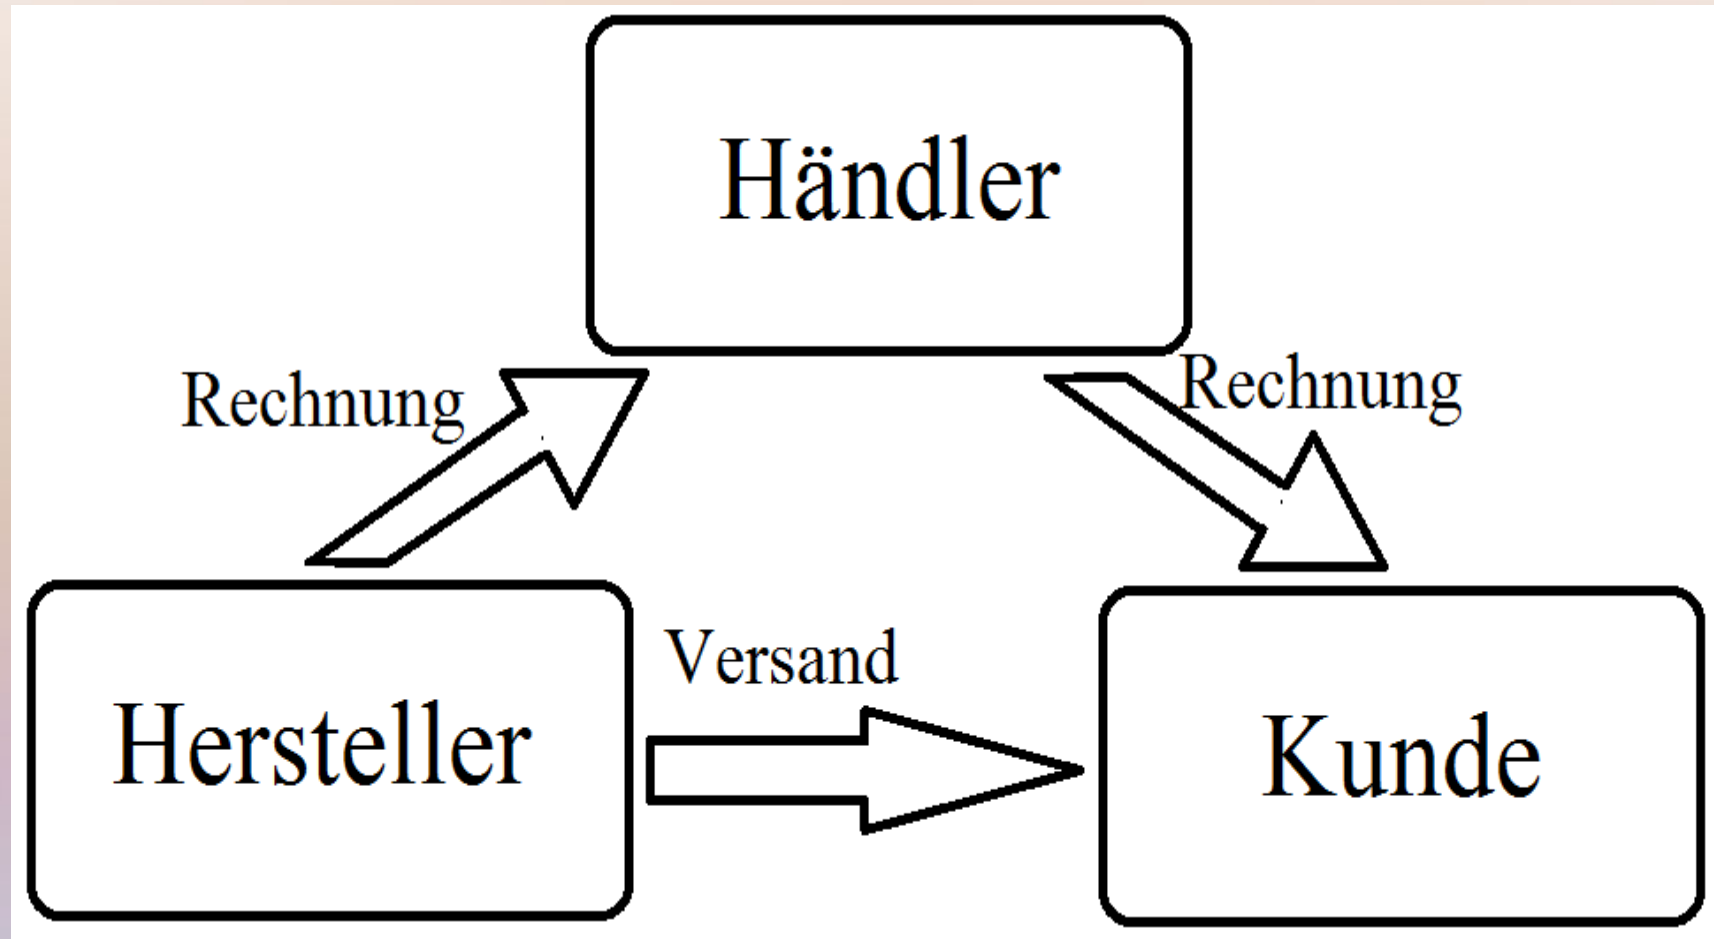 Händler
Rechnung
Rechnung
Versand
Hersteller
Kunde